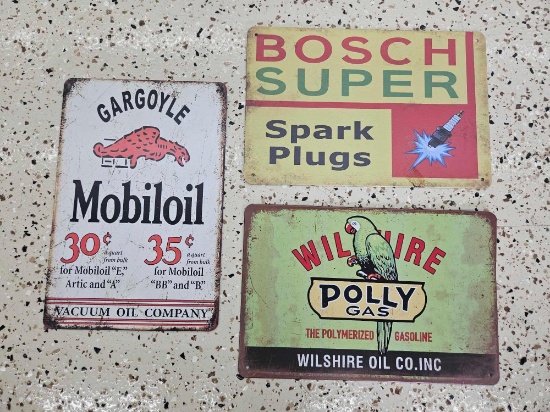 GARGOYLE
Mobiloil
30¢ a quart from bulk
35¢ a quart from bulk
for Mobiloil "E,"
Artic and "A"
for Mobiloil
"BB" and "B"
VACUUM OIL COMPANY
BOSCH
SUPER
Spark
Plugs
WILSHIRE
POLLY
GAS
THE POLYMERIZED GASOLINE
WILSHIRE OIL CO.INC